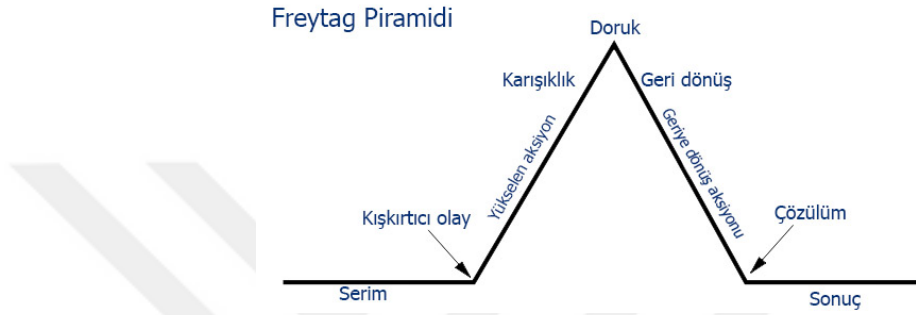 Freytag Piramidi
Doruk
Karışıklık
Geri dönüş
Yükselen aksiyon
Geriye dönüş aksiyonu
Kışkırtıcı olay
Çözülüm
Serim
Sonuç